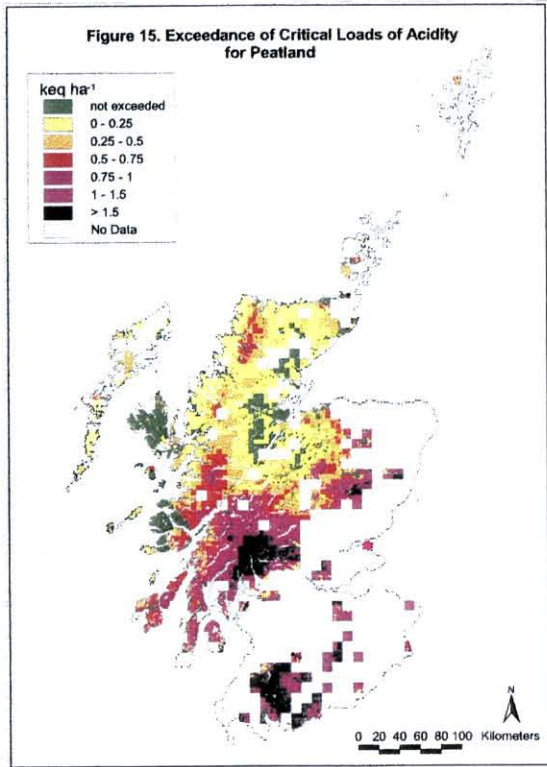 Figure 15. Exceedance of Critical Loads of Acidity
for Peatland
keq ha⁻¹
not exceeded
0 - 0.25
0.25 - 0.5
0.5 - 0.75
0.75 - 1
1 - 1.5
> 1.5
No Data
N
0 20 40 60 80 100 Kilometers